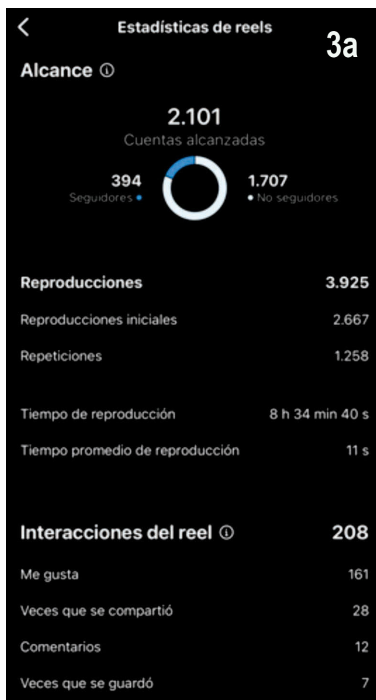 Estadísticas de reels
3a
Alcance
2.101
Cuentas alcanzadas
394
Seguidores
1.707
No seguidores
Reproducciones 3.925
Reproducciones iniciales 2.667
Repeticiones 1.258
Tiempo de reproducción 8 h 34 min 40 s
Tiempo promedio de reproducción 11 s
Interacciones del reel 208
Me gusta 161
Veces que se compartió 28
Comentarios 12
Veces que se guardó 7